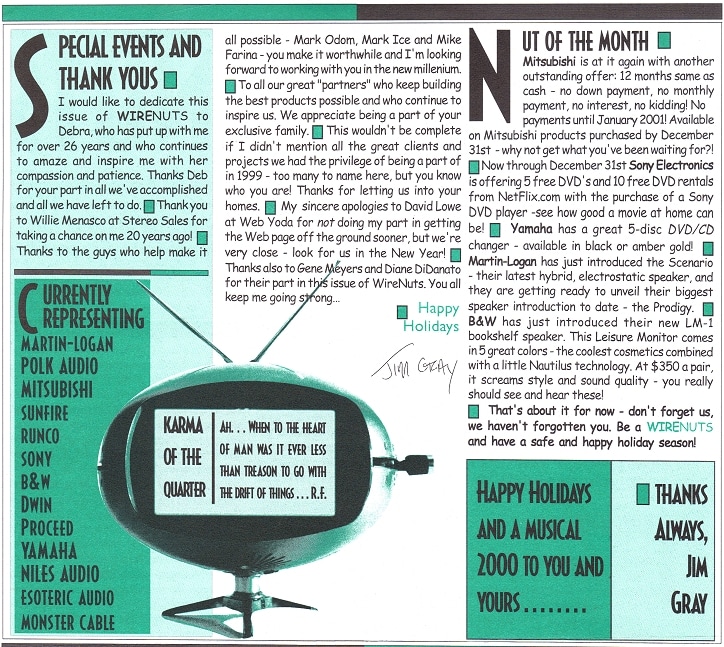 SPECIAL EVENTS AND
THANK YOUS
I would like to dedicate this
issue of WIRENUTS to
Debra, who has put up with me
for over 26 years and who continues
to amaze and inspire me with her
compassion and patience. Thanks Deb
for your part in all we've accomplished
and all we have left to do. Thank you
to Willie Menasco at Stereo Sales for
taking a chance on me 20 years ago!
Thanks to the guys who help make it
all possible - Mark Odom, Mark Ice and Mike
Farina - you make it worthwhile and I'm looking
forward to working with you in the new millenium.
To all our great "partners" who keep building
the best products possible and who continue to
inspire us. We appreciate being a part of your
exclusive family. This wouldn't be complete
if I didn't mention all the great clients and
projects we had the privilege of being a part of
in 1999 - too many to name here, but you know
who you are! Thanks for letting us into your
homes. My sincere apologies to David Lowe
at Web Yoda for not doing my part in getting
the Web page off the ground sooner, but we're
very close - look for us in the New Year!
Thanks also to Gene Meyers and Diane DiDanato
for their part in this issue of WireNuts. You all
keep me going strong...
Happy
Holidays
Jim Gray
CURRENTLY
REPRESENTING
MARTIN-LOGAN
POLK AUDIO
MITSUBISHI
SUNFIRE
RUNCO
SONY
B&W
DWIN
PROCEED
YAMAHA
NILES AUDIO
ESOTERIC AUDIO
MONSTER CABLE
KARMA
OF THE
QUARTER
AH. . . WHEN TO THE HEART
OF MAN WAS IT EVER LESS
THAN TREASON TO GO WITH
THE DRIFT OF THINGS . . . R.F.
NUT OF THE MONTH
Mitsubishi is at it again with another
outstanding offer: 12 months same as
cash - no down payment, no monthly
payment, no interest, no kidding! No
payments until January 2001! Available
on Mitsubishi products purchased by December
31st - why not get what you've been waiting for?!
Now through December 31st Sony Electronics
is offering 5 free DVD's and 10 free DVD rentals
from NetFlix.com with the purchase of a Sony
DVD player -see how good a movie at home can
be! Yamaha has a great 5-disc DVD/CD
changer - available in black or amber gold!
Martin-Logan has just introduced the Scenario
- their latest hybrid, electrostatic speaker, and
they are getting ready to unveil their biggest
speaker introduction to date - the Prodigy.
B&W has just introduced their new LM-1
bookshelf speaker. This Leisure Monitor comes
in 5 great colors - the coolest cosmetics combined
with a little Nautilus technology. At $350 a pair,
it screams style and sound quality - you really
should see and hear these!
That's about it for now - don't forget us,
we haven't forgotten you. Be a WIRENUTS
and have a safe and happy holiday season!
HAPPY HOLIDAYS
AND A MUSICAL
2000 TO YOU AND
YOURS . . . . . . . .
THANKS
ALWAYS,
JIM
GRAY